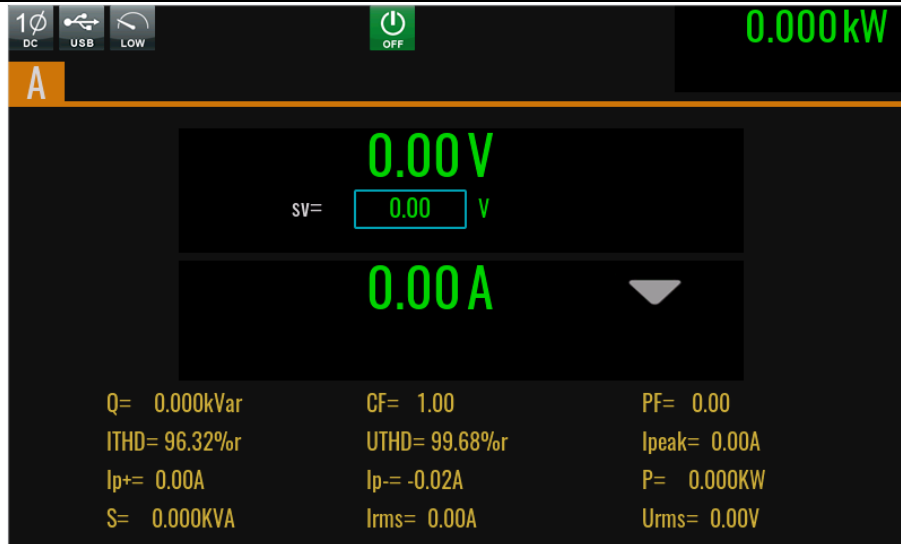 1Ø DC USB LOW OFF 0.000kW
A
0.00V
sv= 0.00 V
0.00A
Q= 0.000kVar CF= 1.00 PF= 0.00
ITHD= 96.32%r UTHD= 99.68%r Ipeak= 0.00A
Ip+= 0.00A Ip-= -0.02A P= 0.000KW
S= 0.000KVA Irms= 0.00A Urms= 0.00V